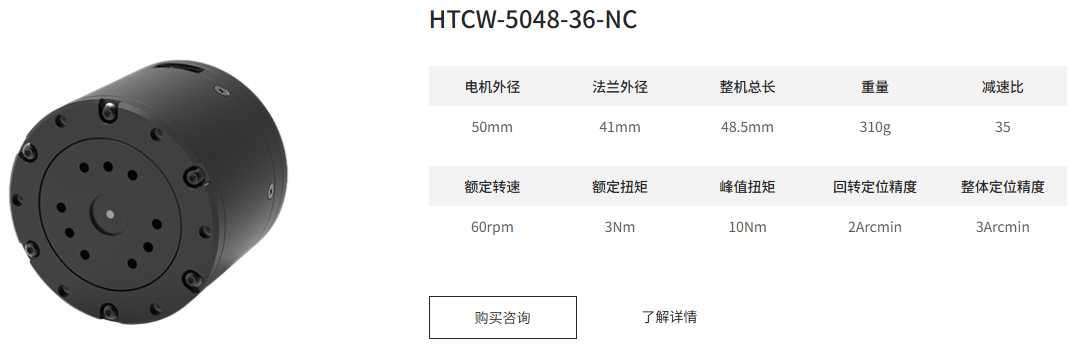 HTCW-5048-36-NC
电机外径 法兰外径 整机总长 重量 减速比
50mm 41mm 48.5mm 310g 35
额定转速 额定扭矩 峰值扭矩 回转定位精度 整体定位精度
60rpm 3Nm 10Nm 2Arcmin 3Arcmin
购买咨询 了解详情